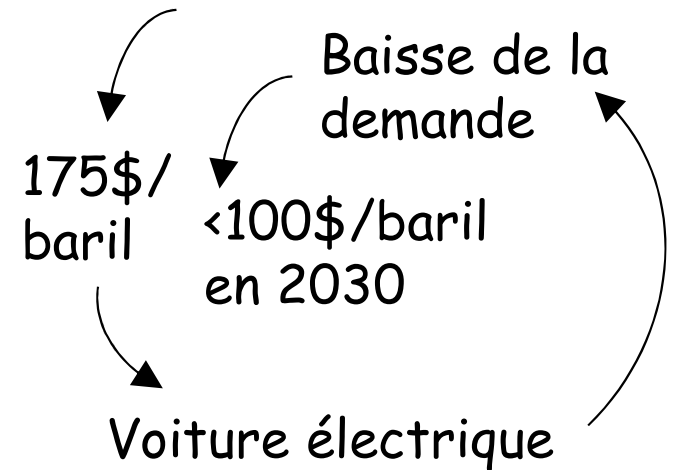 Baisse de la
demande
175$/
baril
<100$/baril
en 2030
Voiture électrique